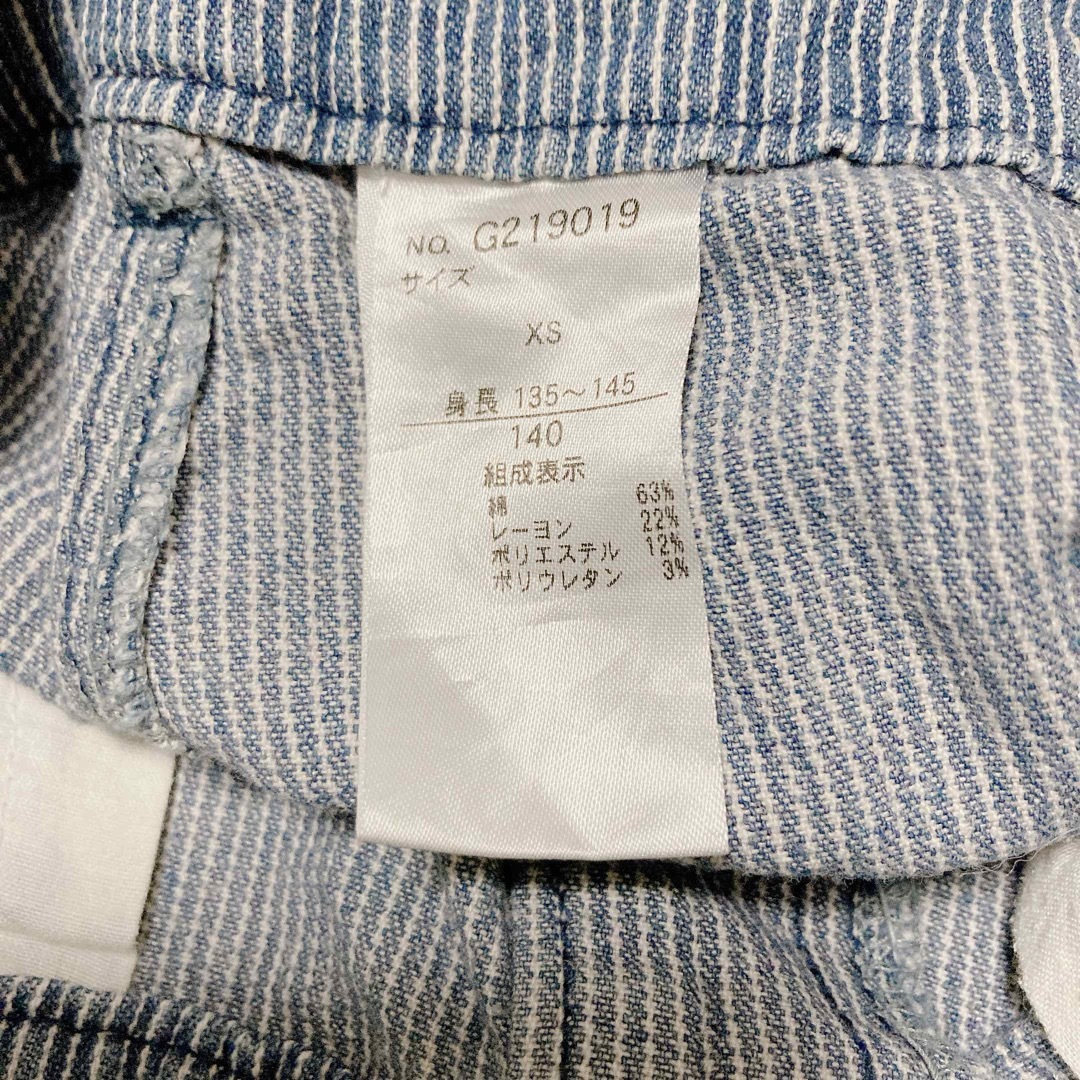 NO. G219019
サイズ
XS
身長 135～145
140
組成表示
綿 63%
レーヨン 22%
ポリエステル 12%
ポリウレタン 3%